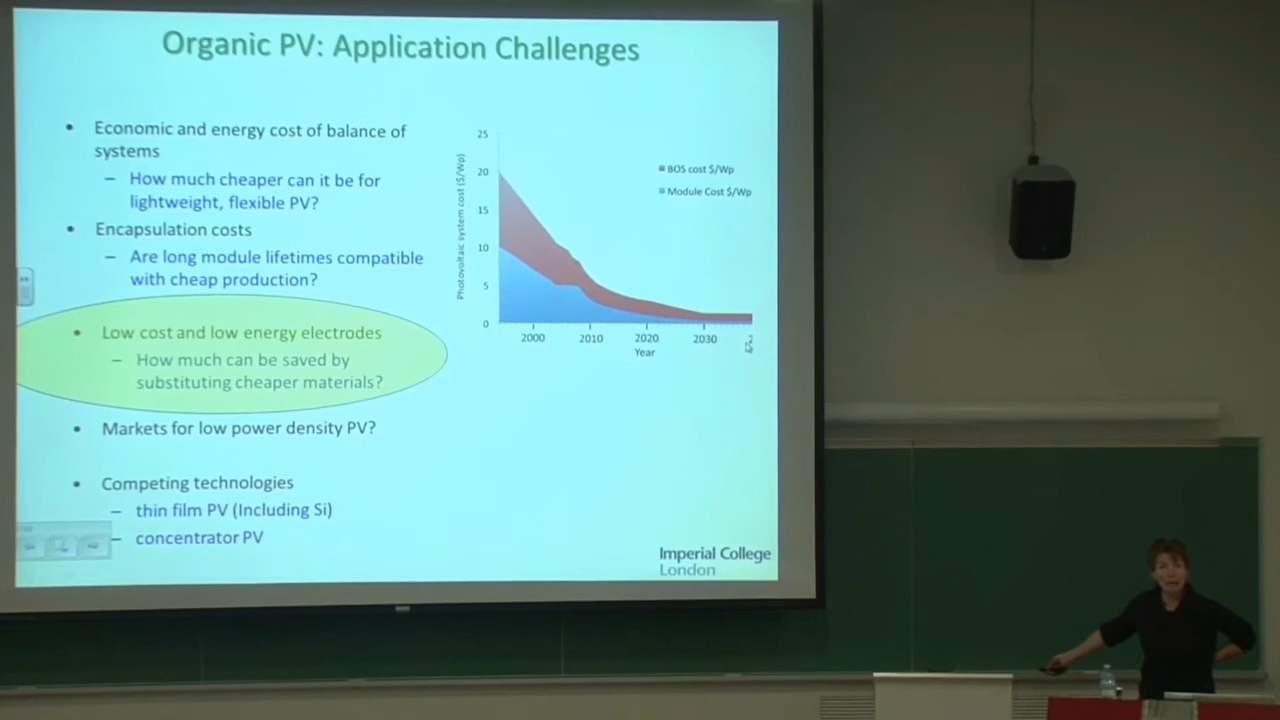 Organic PV: Application Challenges
• Economic and energy cost of balance of
systems
– How much cheaper can it be for
lightweight, flexible PV?
• Encapsulation costs
– Are long module lifetimes compatible
with cheap production?
• Low cost and low energy electrodes
– How much can be saved by
substituting cheaper materials?
• Markets for low power density PV?
• Competing technologies
– thin film PV (Including Si)
– concentrator PV
Photovoltaic system cost ($/Wp)
25
20
15
10
5
0
2000 2010 2020 2030
Year
BOS cost $/Wp
Module Cost $/Wp
Imperial College
London